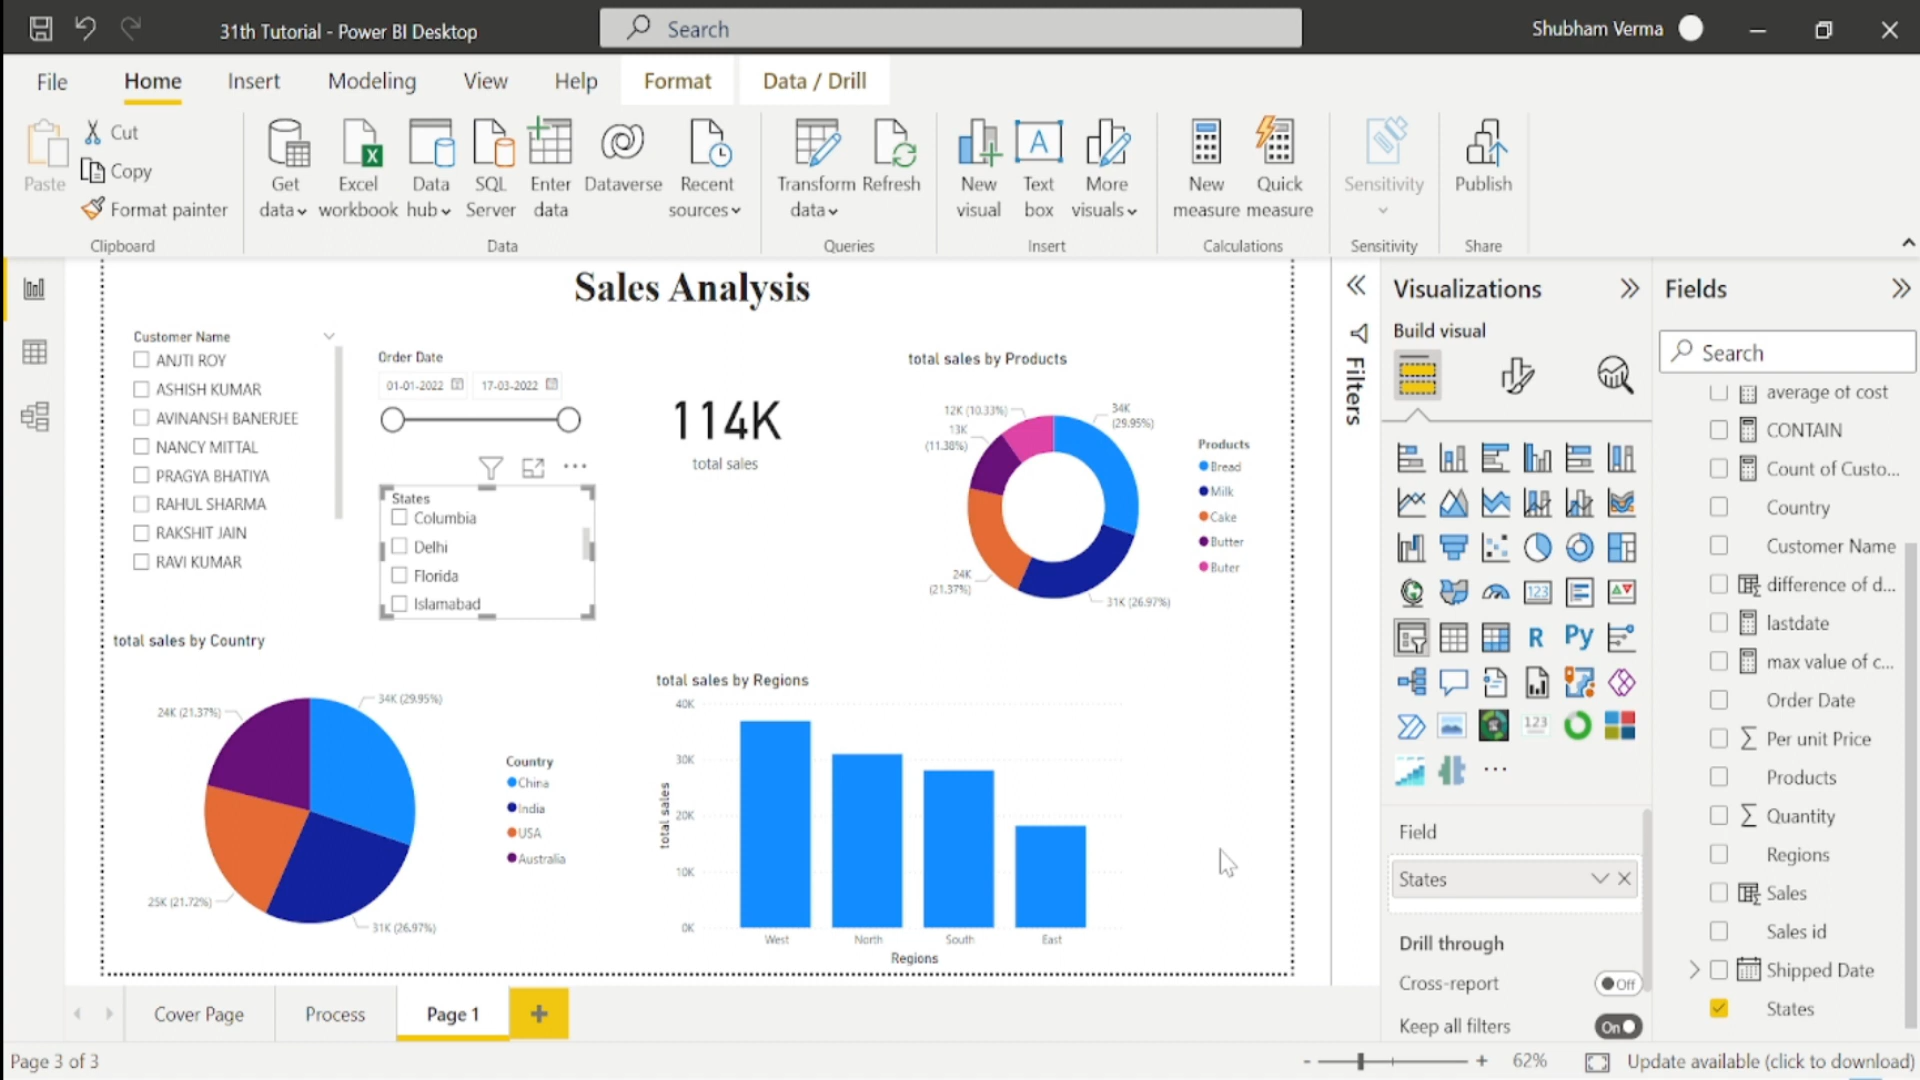 31th Tutorial - Power BI Desktop
Search
Shubham Verma
File Home Insert Modeling View Help Format Data / Drill
Paste
Cut
Copy
Format painter
Clipboard
Get data
Excel workbook
Data hub
SQL Server
Enter data
Dataverse
Recent sources
Data
Transform data
Refresh
Queries
New visual
A
Text box
More visuals
Insert
New measure
Quick measure
Calculations
Sensitivity
Sensitivity
Publish
Share
Sales Analysis
Customer Name
ANJTI ROY
ASHISH KUMAR
AVINANSH BANERJEE
NANCY MITTAL
PRAGYA BHATIYA
RAHUL SHARMA
RAKSHIT JAIN
RAVI KUMAR
Order Date
01-01-2022 17-03-2022
States
Columbia
Delhi
Florida
Islamabad
114K
total sales
total sales by Products
12K (10.33%)
13K
(11.38%)
34K
(29.95%)
24K
(21.37%)
31K (26.97%)
Products
Bread
Milk
Cake
Butter
Buter
total sales by Country
24K (21.37%)
34K (29.95%)
25K (21.72%)
31K (26.97%)
Country
China
India
USA
Australia
total sales by Regions
40K
30K
20K
10K
0K
total sales
West North South East
Regions
Filters
Visualizations
Build visual
123
R Py
123
Field
States
Drill through
Cross-report Off
Keep all filters On
Fields
Search
average of cost
CONTAIN
Count of Custo...
Country
Customer Name
difference of d...
lastdate
max value of c...
Order Date
Per unit Price
Products
Quantity
Regions
Sales
Sales id
Shipped Date
States
Cover Page Process Page 1 +
Page 3 of 3
- + 62%
Update available (click to download)